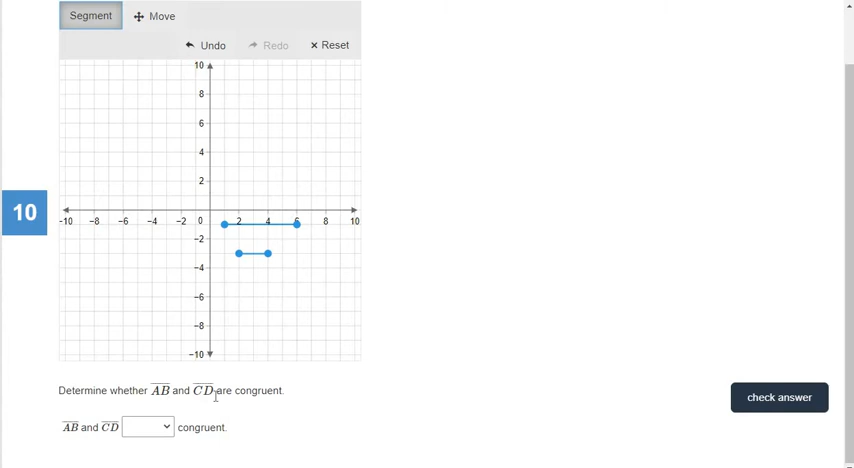 Segment Move
Undo Redo × Reset
10
8
6
4
2
-10 -8 -6 -4 -2 0 2 4 6 8 10
-2
-4
-6
-8
-10
10
Determine whether AB and CD are congruent.
AB and CD congruent.
check answer